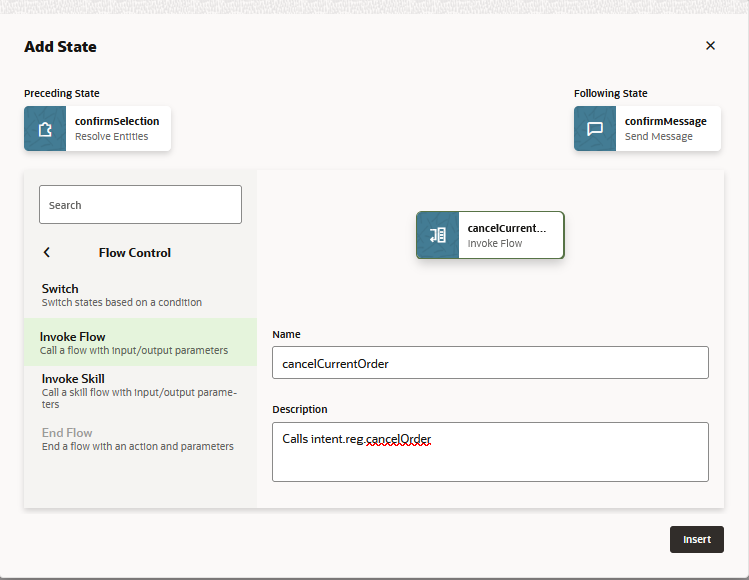 Add State
Preceding State
Following State
confirmSelection
Resolve Entities
confirmMessage
Send Message
Search
Flow Control
Switch
Switch states based on a condition
Invoke Flow
Call a flow with input/output parameters
Invoke Skill
Call a skill flow with input/output parame-
ters
End Flow
End a flow with an action and parameters
cancelCurrent...
Invoke Flow
Name
cancelCurrentOrder
Description
Calls intent.reg.cancelOrder
Insert